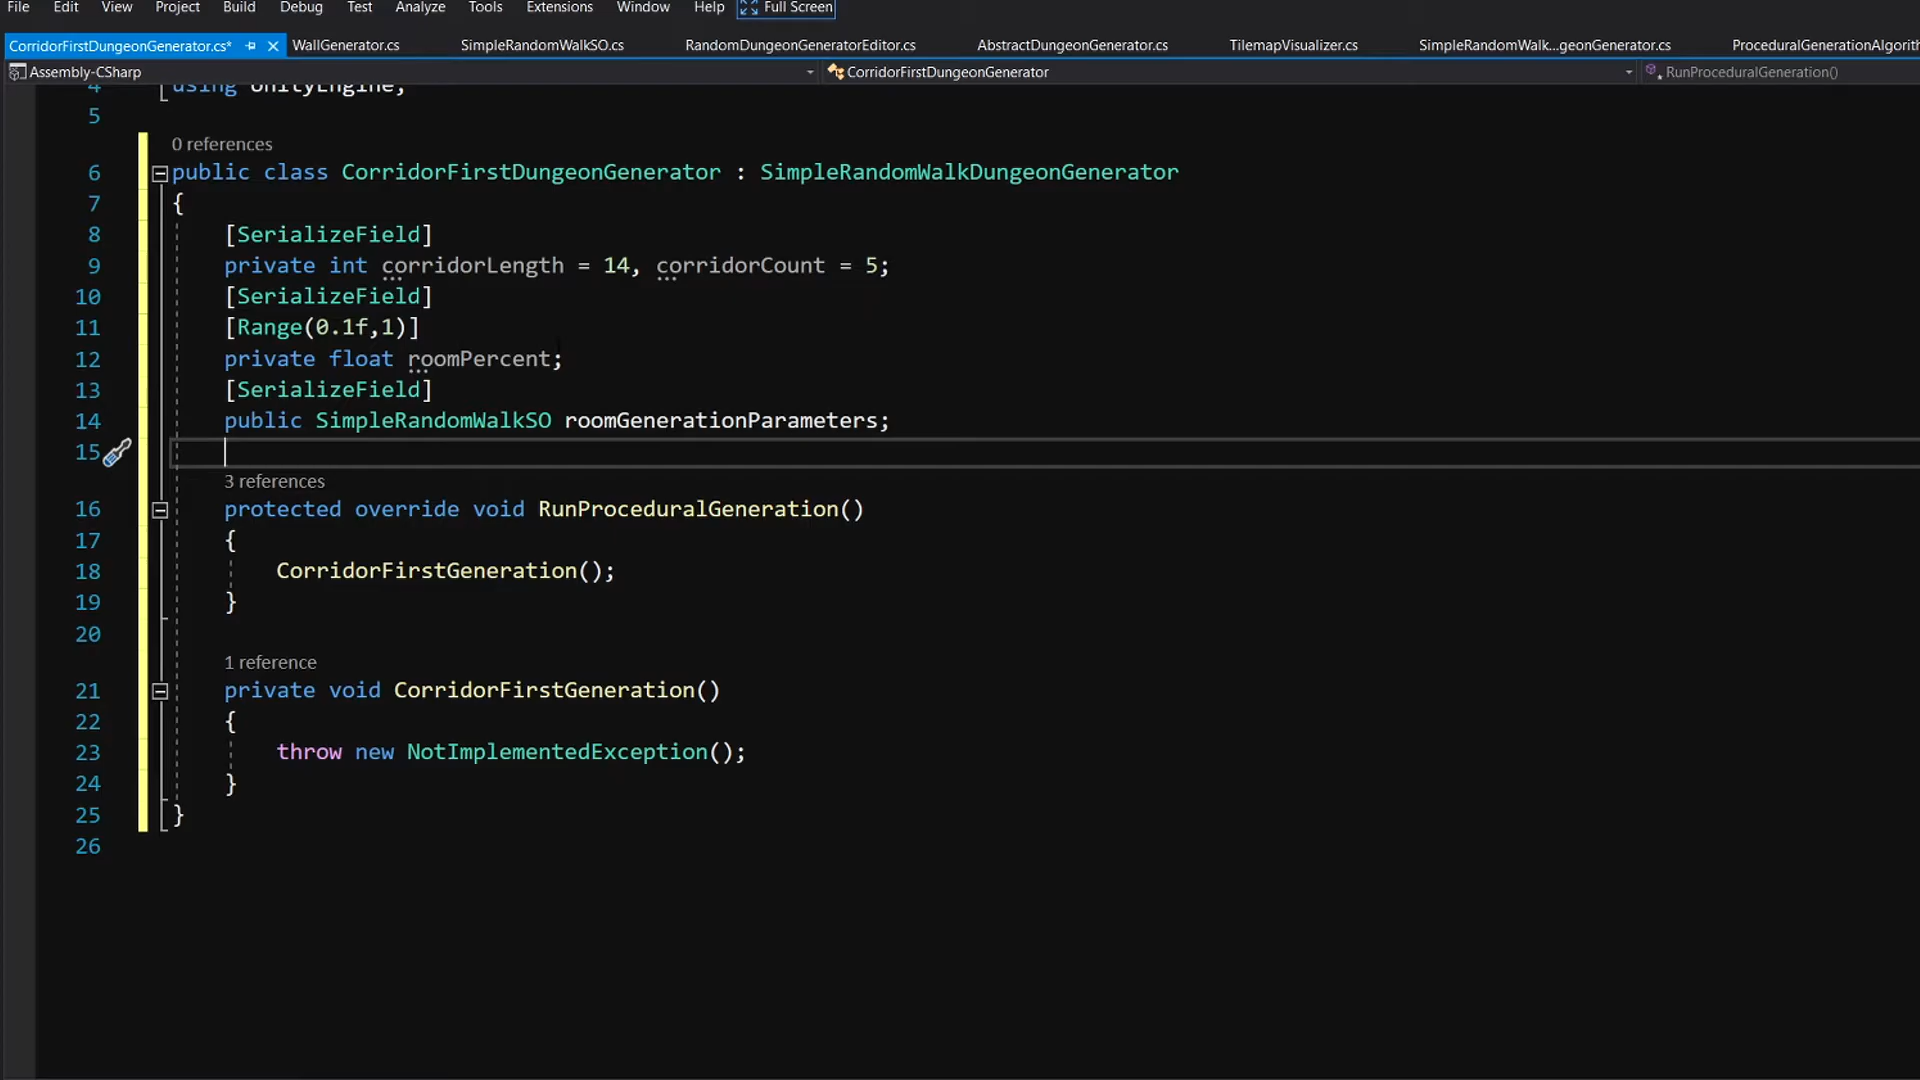 File Edit View Project Build Debug Test Analyze Tools Extensions Window Help Full Screen
CorridorFirstDungeonGenerator.cs* WallGenerator.cs SimpleRandomWalkSO.cs RandomDungeonGeneratorEditor.cs AbstractDungeonGenerator.cs TilemapVisualizer.cs SimpleRandomWalk...geonGenerator.cs ProceduralGenerationAlgorith
Assembly-CSharp CorridorFirstDungeonGenerator RunProceduralGeneration()
4 using UnityEngine;
5
0 references
6 public class CorridorFirstDungeonGenerator : SimpleRandomWalkDungeonGenerator
7 {
8 [SerializeField]
9 private int corridorLength = 14, corridorCount = 5;
10 [SerializeField]
11 [Range(0.1f,1)]
12 private float roomPercent;
13 [SerializeField]
14 public SimpleRandomWalkSO roomGenerationParameters;
15
3 references
16 protected override void RunProceduralGeneration()
17 {
18 CorridorFirstGeneration();
19 }
20
1 reference
21 private void CorridorFirstGeneration()
22 {
23 throw new NotImplementedException();
24 }
25 }
26